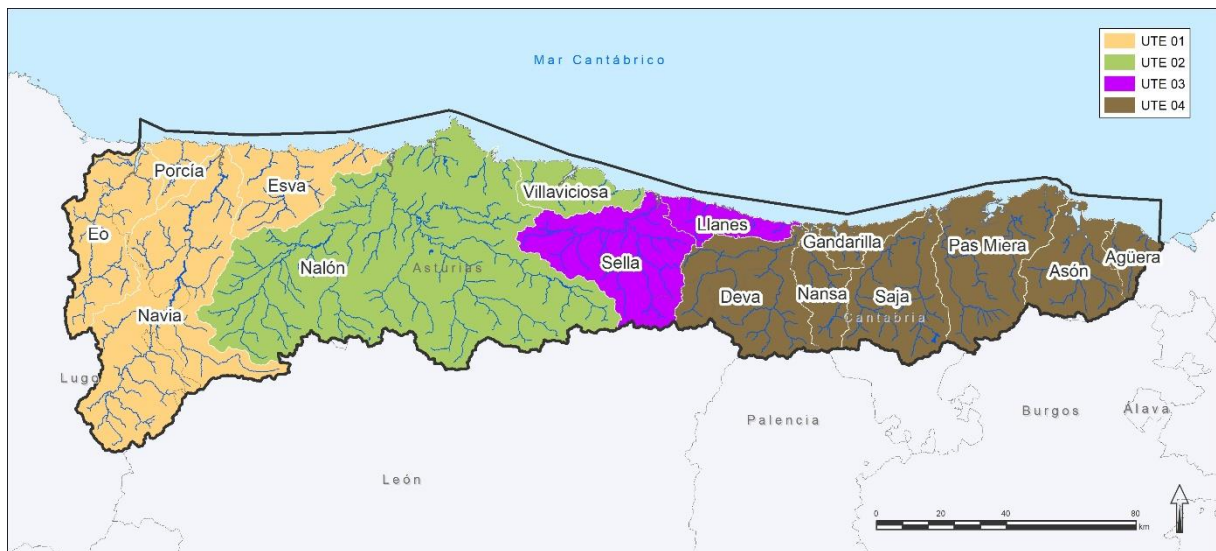 UTE 01
UTE 02
UTE 03
UTE 04
Mar Cantábrico
Porcía
Esva
Villaviciosa
Eo
Llanes
Gandarilla
Pas Miera
Agüera
Nalón
Asturias
Sella
Asón
Deva
Nansa
Saja
Navia
Cantabria
Lugo
Palencia
Burgos
Álava
León
0 20 40 80
km